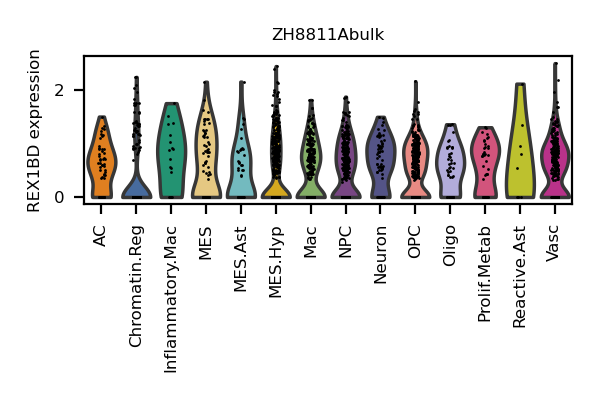 ZH8811Abulk
REX1BD expression
2
0
AC
Chromatin.Reg
Inflammatory.Mac
MES
MES.Ast
MES.Hyp
Mac
NPC
Neuron
OPC
Oligo
Prolif.Metab
Reactive.Ast
Vasc